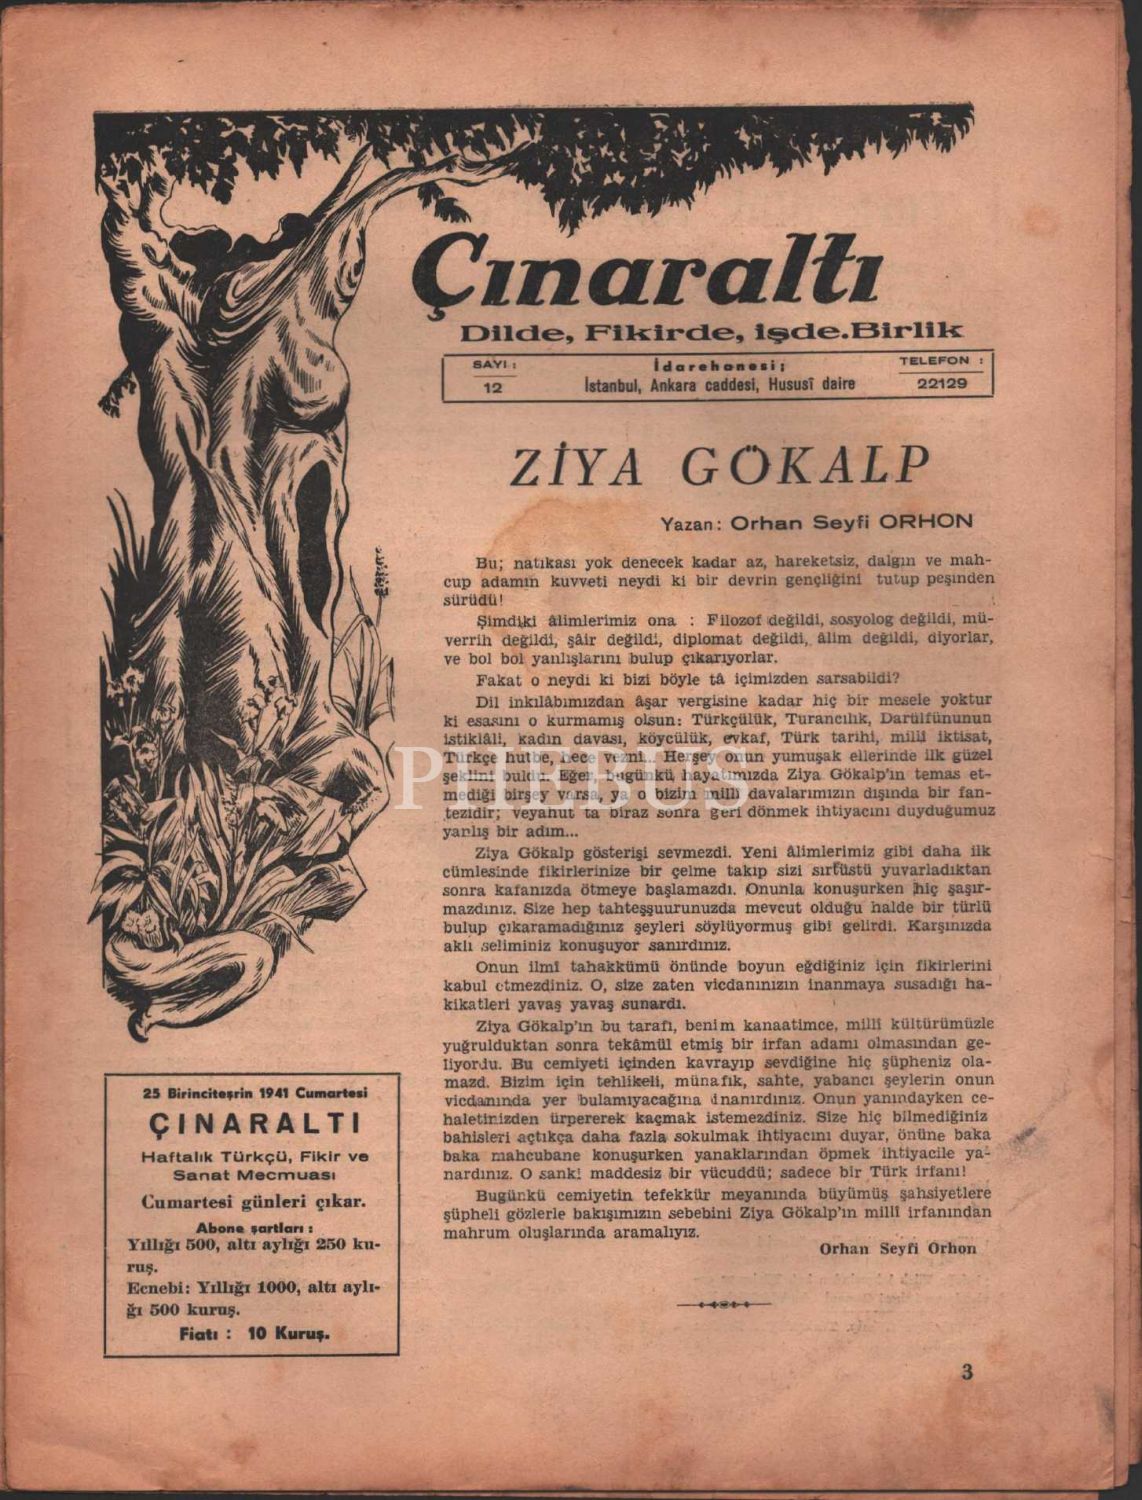 Çınaraltı
Dilde, Fikirde, işde.Birlik
SAYI :
12
İdarehanesi;
İstanbul, Ankara caddesi, Hususî daire
TELEFON :
22129
ZİYA GÖKALP
Yazan: Orhan Seyfi ORHON
Bu; natıkası yok denecek kadar az, hareketsiz, dalgın ve mah-
cup adamın kuvveti neydi ki bir devrin gençliğini tutup peşinden
sürüdü!
Şimdiki âlimlerimiz ona : Filozof değildi, sosyolog değildi, mü-
verrih değildi, şâir değildi, diplomat değildi, âlim değildi, diyorlar,
ve bol bol yanlışlarını bulup çıkarıyorlar.
Fakat o neydi ki bizi böyle tâ içimizden sarsabildi?
Dil inkılâbımızdan âşar vergisine kadar hiç bir mesele yoktur
ki esasını o kurmamış olsun: Türkçülük, Turancılık, Darülfünunun
istiklâli, kadın davası, köycülük, evkaf, Türk tarihi, millî iktisat,
Türkçe hutbe, hece vezni... Herşey onun yumuşak ellerinde ilk güzel
şeklini buldu. Eğer bugünkü hayatımızda Ziya Gökalp'ın temas et-
mediği birşey varsa, ya o bizim millî davalarımızın dışında bir fan-
tezidir; veyahut ta biraz sonra geri dönmek ihtiyacını duyduğumuz
yanlış bir adım...
Ziya Gökalp gösterişi sevmezdi. Yeni âlimlerimiz gibi daha ilk
cümlesinde fikirlerinize bir çelme takıp sizi sırtüstü yuvarladıktan
sonra kafanızda ötmeye başlamazdı. Onunla konuşurken hiç şaşır-
mazdınız. Size hep tahteşşuurunuzda mevcut olduğu halde bir türlü
bulup çıkaramadığınız şeyleri söylüyormuş gibi gelirdi. Karşınızda
aklı seliminiz konuşuyor sanırdınız.
Onun ilmî tahakkümü önünde boyun eğdiğiniz için fikirlerini
kabul etmezdiniz. O, size zaten vicdanınızın inanmaya susadığı ha-
kikatleri yavaş yavaş sunardı.
Ziya Gökalp'ın bu tarafı, benim kanaatimce, millî kültürümüzle
yuğrulduktan sonra tekâmül etmiş bir irfan adamı olmasından ge-
liyordu. Bu cemiyeti içinden kavrayıp sevdiğine hiç şüpheniz ola-
mazd. Bizim için tehlikeli, münafık, sahte, yabancı şeylerin onun
vicdanında yer bulamıyacağına inanırdınız. Onun yanındayken ce-
haletinizden ürpererek kaçmak istemezdiniz. Size hiç bilmediğiniz
bahisleri açtıkça daha fazla sokulmak ihtiyacını duyar, önüne baka
baka mahcubane konuşurken yanaklarından öpmek ihtiyacile ya-
nardınız. O sanki maddesiz bir vücuddü; sadece bir Türk irfanı!
Bugünkü cemiyetin tefekkür meyanında büyümüş şahsiyetlere
şüpheli gözlerle bakışımızın sebebini Ziya Gökalp'ın millî irfanından
mahrum oluşlarında aramalıyız.
Orhan Seyfi Orhon
25 Birinciteşrin 1941 Cumartesi
ÇINARALTI
Haftalık Türkçü, Fikir ve
Sanat Mecmuası
Cumartesi günleri çıkar.
Abone şartları :
Yıllığı 500, altı aylığı 250 ku-
ruş.
Ecnebi: Yıllığı 1000, altı aylı-
ğı 500 kuruş.
Fiatı : 10 Kuruş.
3
PHEBUS